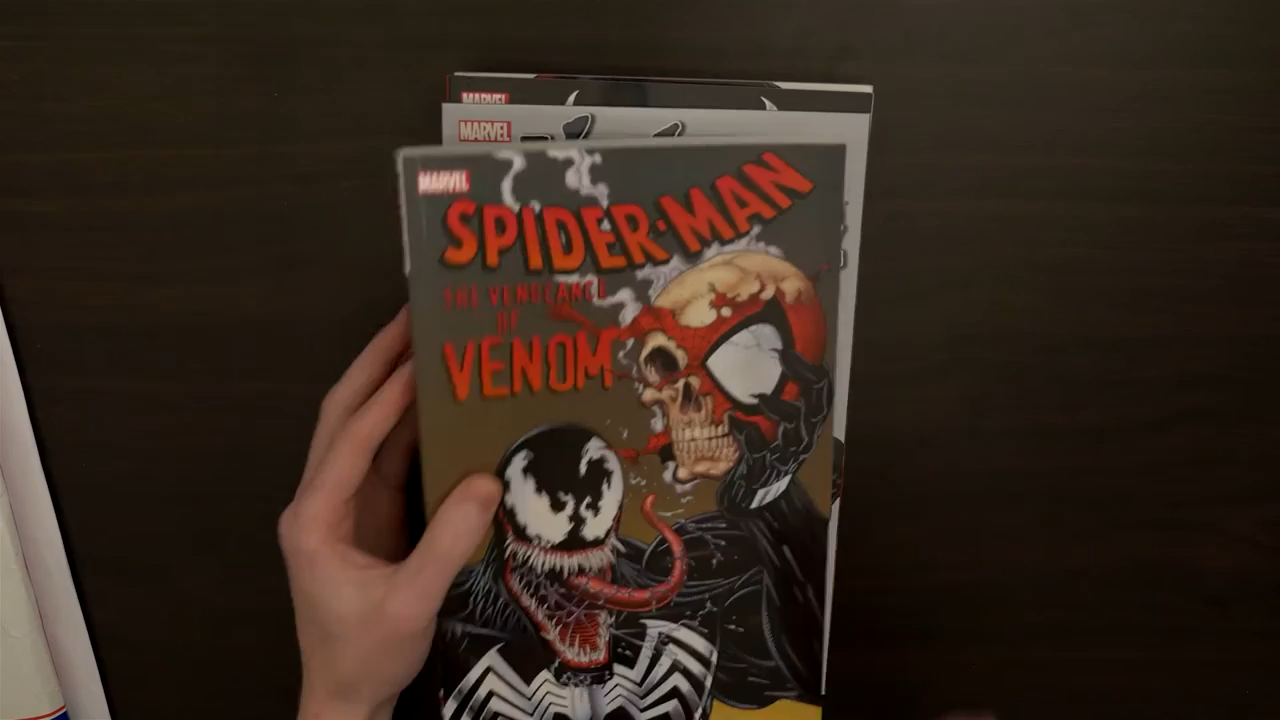 MARVEL
MARVEL
MARVEL
SPIDER-MAN
THE VENGEANCE
OF
VENOM